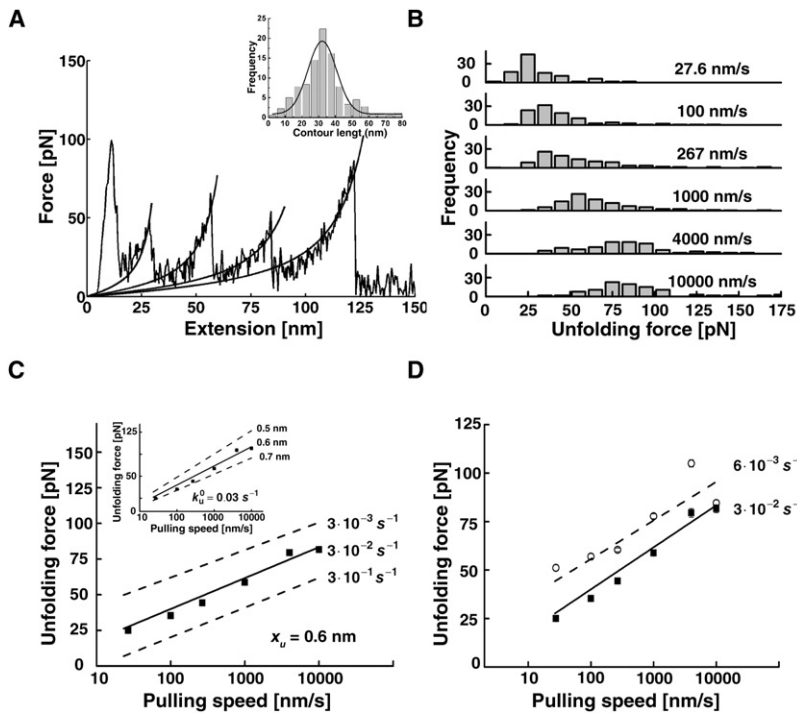 A
Force [pN]
150
100
50
0
0 25 50 75 100 125 150
Extension [nm]
Frequency
25
20
15
10
5
0
0 10 20 30 40 50 60 70 80
Contour lengt (nm)
B
Frequency
30
0
27.6 nm/s
30
0
100 nm/s
30
0
267 nm/s
30
0
1000 nm/s
30
0
4000 nm/s
30
0
10000 nm/s
0 25 50 75 100 125 175
Unfolding force [pN]
C
Unfolding force [pN]
150
125
100
75
50
25
0
10 100 1000 10000
Pulling speed [nm/s]
3·10⁻³ s⁻¹
3·10⁻² s⁻¹
3·10⁻¹ s⁻¹
xᵤ = 0.6 nm
Unfolding force [pN]
125
50
0
10 100 1000 10000
Pulling speed [nm/s]
0.5 nm
0.6 nm
0.7 nm
kᵤ⁰ = 0.03 s⁻¹
D
Unfolding force [pN]
125
100
75
50
25
0
10 100 1000 10000
Pulling speed [nm/s]
6·10⁻³ s⁻
3·10⁻² s⁻